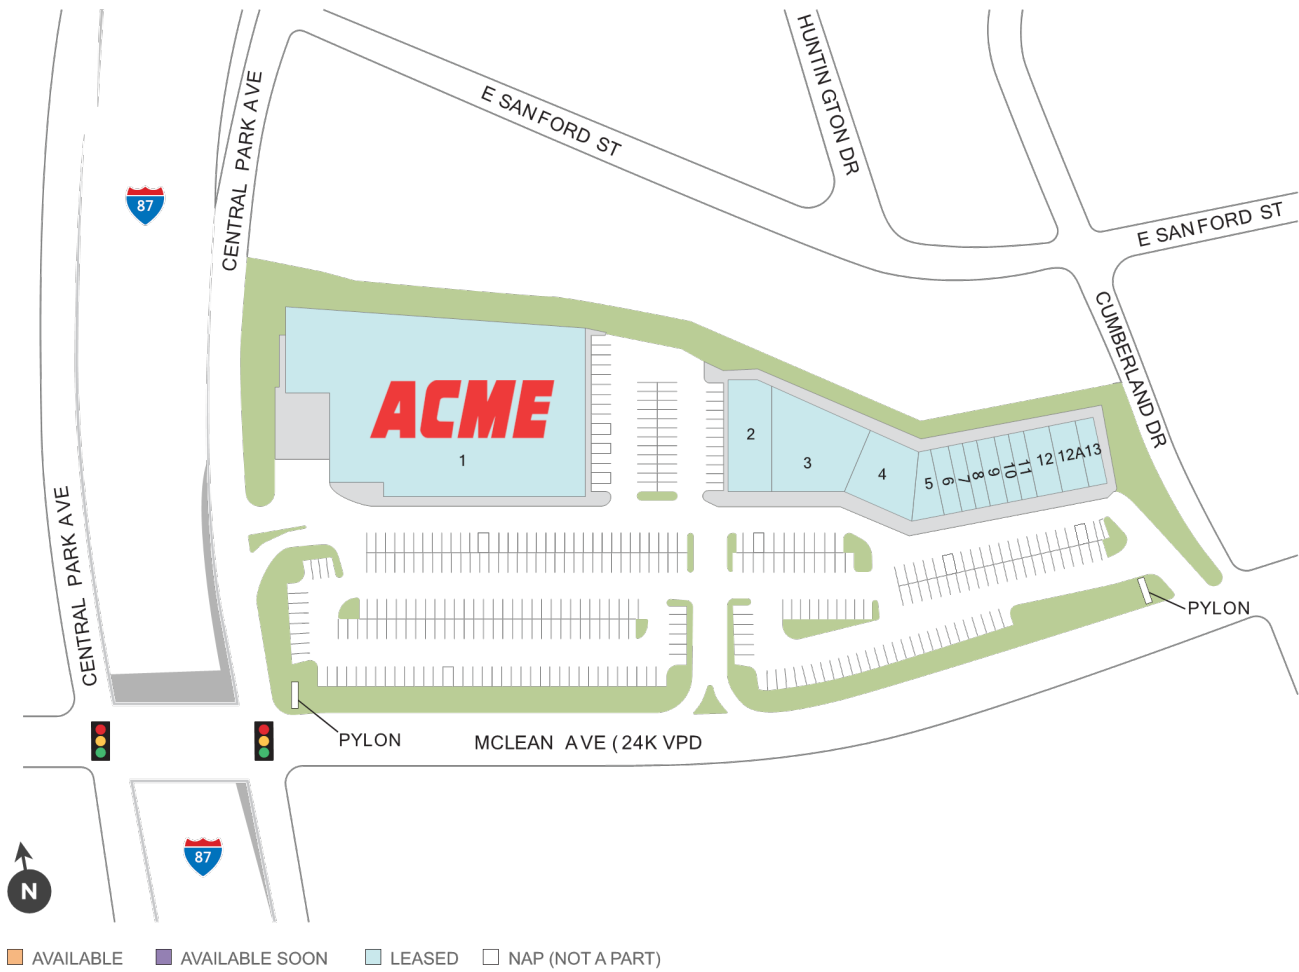 HUNTINGTON DR
E SANFORD ST
CENTRAL PARK AVE
87
E SANFORD ST
CUMBERLAND DR
ACME
1
2
3
4
5
6
7
8
9
10
11
12
12A
13
CENTRAL PARK AVE
PYLON
PYLON
MCLEAN AVE (24K VPD
87
N
AVAILABLE
AVAILABLE SOON
LEASED
NAP (NOT A PART)